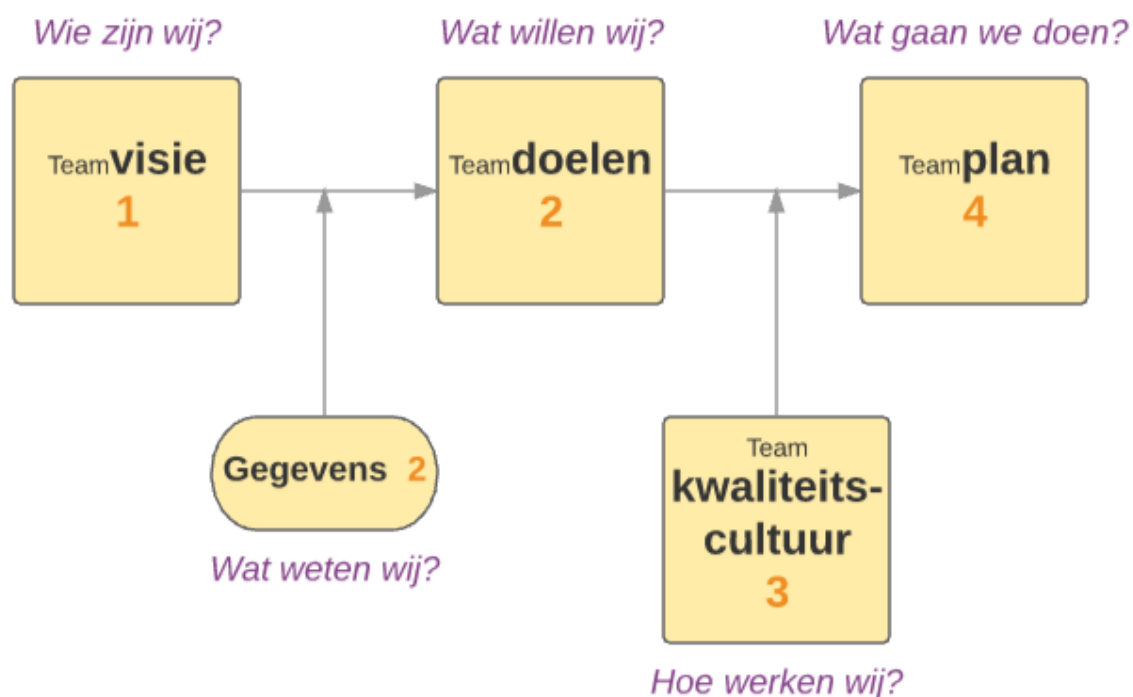 Wie zijn wij?
Wat willen wij?
Wat gaan we doen?
Teamvisie
1
Teamdoelen
2
Teamplan
4
Gegevens 2
Wat weten wij?
Team
kwaliteits-
cultuur
3
Hoe werken wij?